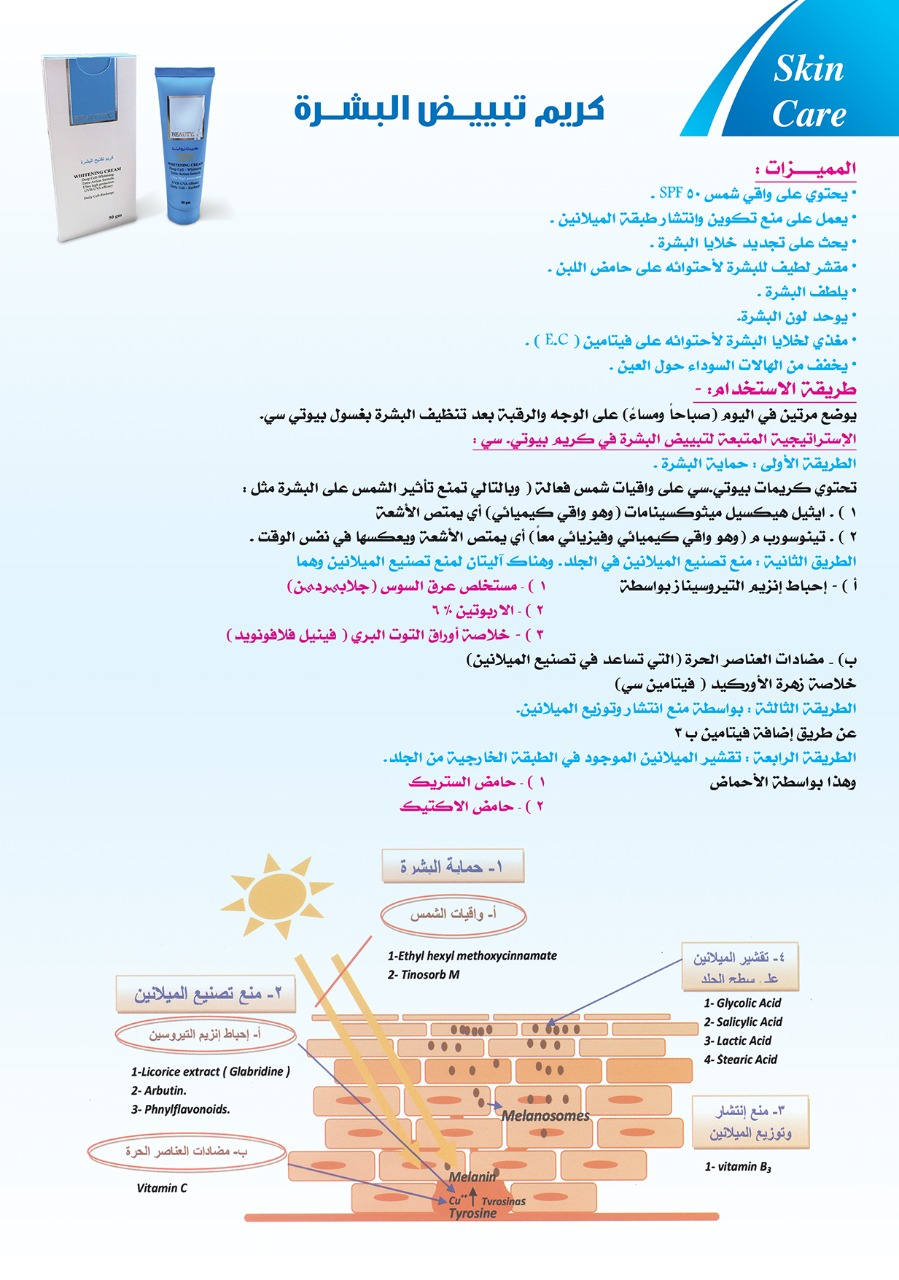 Skin
Care
كريم تبييض البشرة
BEAUTY
كريم تفتيح البشرة
WHITENING CREAM
50 gm
WHITENING CREAM
المميزات :
• يحتوي على واقي شمس SPF ٥٠ .
• يعمل على منع تكوين وإنتشار طبقة الميلانين .
• يحث على تجديد خلايا البشرة .
• مقشر لطيف للبشرة لأحتوائه على حامض اللبن .
• يلطف البشرة .
• يوحد لون البشرة.
• مغذي لخلايا البشرة لأحتوائه على فيتامين ( E.C ) .
• يخفف من الهالات السوداء حول العين .
طريقة الاستخدام: -
يوضع مرتين في اليوم (صباحاً ومساءً) على الوجه والرقبة بعد تنظيف البشرة بغسول بيوتي سي.
الإستراتيجية المتبعة لتبييض البشرة في كريم بيوتي. سي :
الطريقة الأولى : حماية البشرة .
تحتوي كريمات بيوتي.سي على واقيات شمس فعالة ( وبالتالي تمنع تأثير الشمس على البشرة مثل :
١ ) . ايثيل هيكسيل ميثوكسينامات (وهو واقي كيميائي) أي يمتص الأشعة
٢ ) . تينوسورب م (وهو واقي كيميائي وفيزيائي معاً) أي يمتص الأشعة ويعكسها في نفس الوقت .
الطريق الثانية : منع تصنيع الميلانين في الجلد. وهناك آليتان لمنع تصنيع الميلانين وهما
أ ) - إحباط إنزيم التيروسيناز بواسطة
١ ) - مستخلص عرق السوس
٢ ) - الاربوتين ٦ %
٣ ) - خلاصة أوراق التوت البري ( فينيل فلافونويد )
ب) - مضادات العناصر الحرة (التي تساعد في تصنيع الميلانين)
خلاصة زهرة الأوركيد ( فيتامين سي)
الطريقة الثالثة : بواسطة منع انتشار وتوزيع الميلانين.
عن طريق إضافة فيتامين ب ٣
الطريقة الرابعة : تقشير الميلانين الموجود في الطبقة الخارجية من الجلد.
وهذا بواسطة الأحماض
١ ) - حامض الستريك
٢ ) - حامض الاكتيك
١- حماية البشرة
أ- واقيات الشمس
1-Ethyl hexyl methoxycinnamate
2- Tinosorb M
٤- تقشير الميلانين
سطح الجلد
1- Glycolic Acid
2- Salicylic Acid
3- Lactic Acid
4- Stearic Acid
٢- منع تصنيع الميلانين
أ- إحباط إنزيم التيروسين
1-Licorice extract ( Glabridine )
2- Arbutin.
3- Phnylflavonoids.
ب- مضادات العناصر الحرة
Vitamin C
Melanosomes
٣- منع إنتشار
وتوزيع الميلانين
1- vitamin B₃
Melanin
Cu⁺⁺
Tyrosinas
Tyrosine